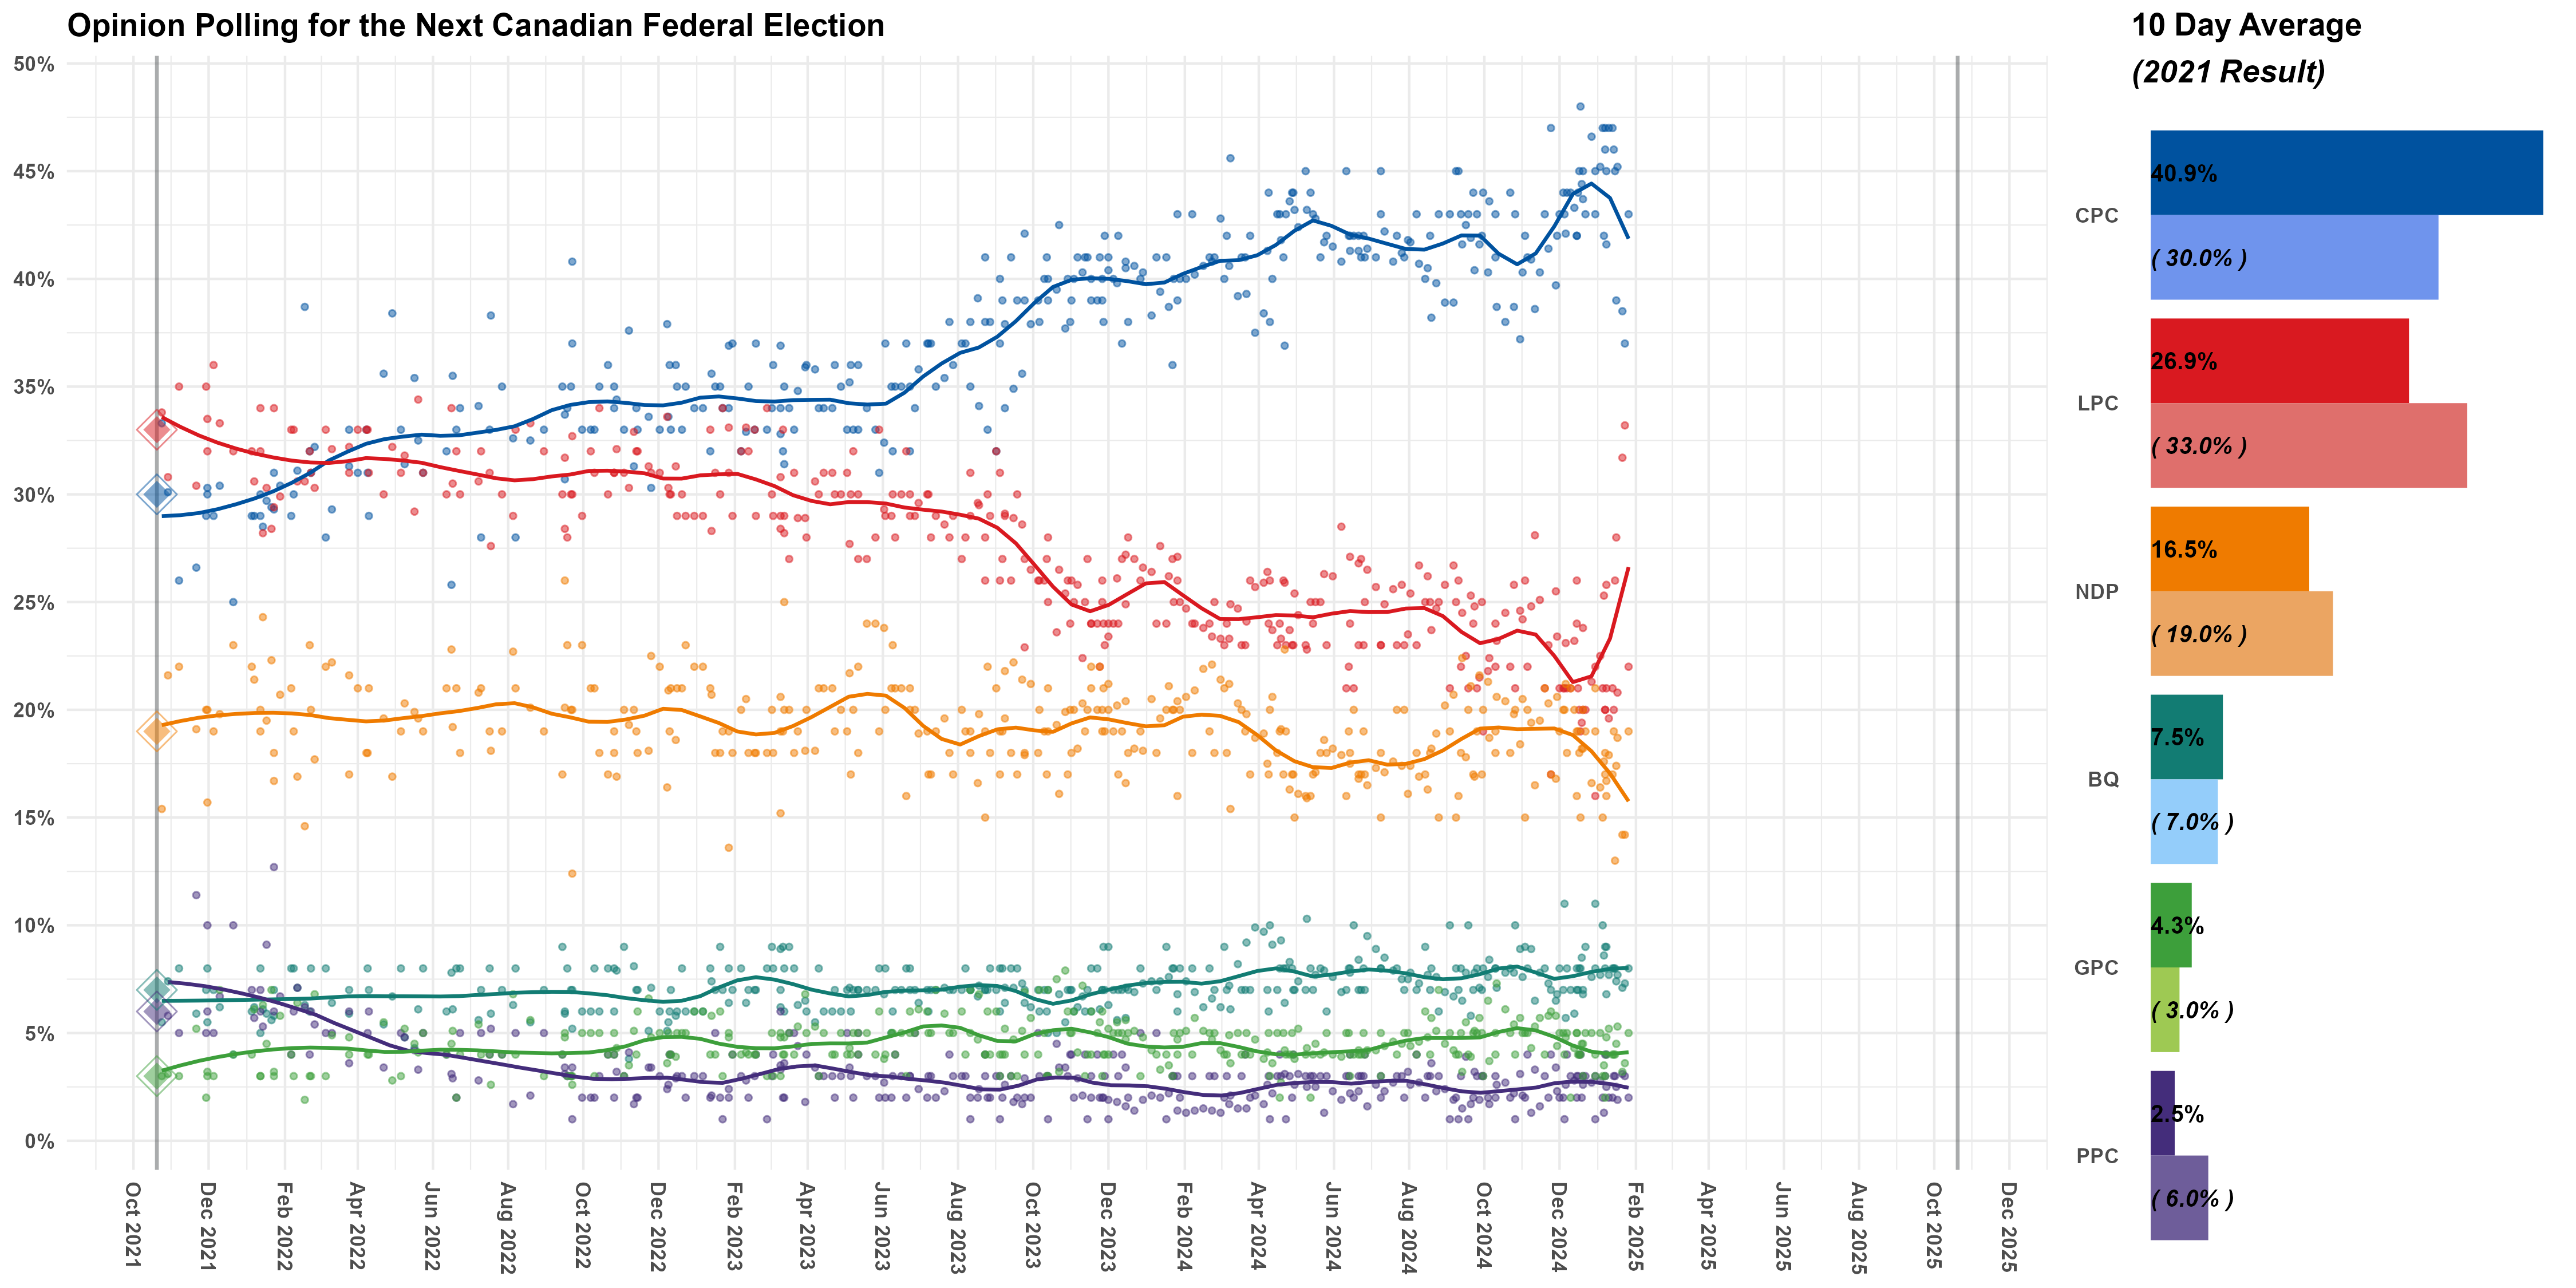 Opinion Polling for the Next Canadian Federal Election
50%
45%
40%
35%
30%
25%
20%
15%
10%
5%
0%
Oct 2021
Dec 2021
Feb 2022
Apr 2022
Jun 2022
Aug 2022
Oct 2022
Dec 2022
Feb 2023
Apr 2023
Jun 2023
Aug 2023
Oct 2023
Dec 2023
Feb 2024
Apr 2024
Jun 2024
Aug 2024
Oct 2024
Dec 2024
Feb 2025
Apr 2025
Jun 2025
Aug 2025
Oct 2025
Dec 2025
10 Day Average
(2021 Result)
CPC
40.9%
( 30.0% )
LPC
26.9%
( 33.0% )
NDP
16.5%
( 19.0% )
BQ
7.5%
( 7.0% )
GPC
4.3%
( 3.0% )
PPC
2.5%
( 6.0% )